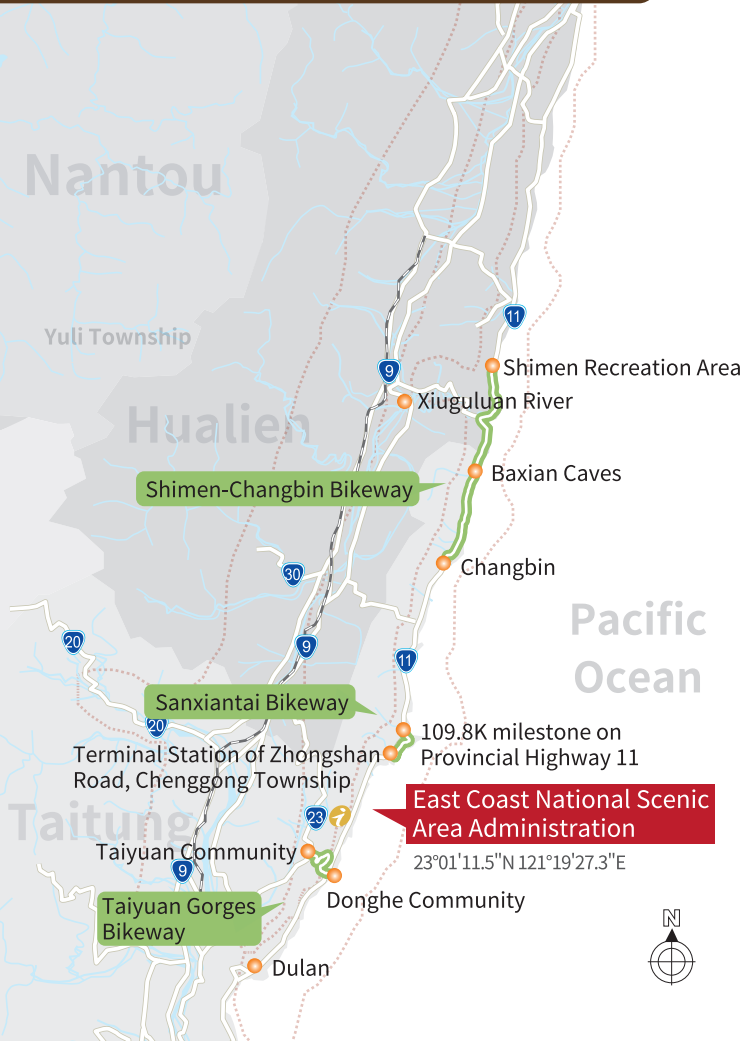 Nantou
11
Yuli Township
Shimen Recreation Area
9
Xiuguluan River
Hualien
Baxian Caves
Shimen-Changbin Bikeway
Changbin
30
Pacific
Ocean
20
9
11
Sanxiantai Bikeway
20
109.8K milestone on
Provincial Highway 11
Terminal Station of Zhongshan
Road, Chenggong Township
East Coast National Scenic
Area Administration
23
Taitung
Taiyuan Community
23°01'11.5"N 121°19'27.3"E
9
Donghe Community
Taiyuan Gorges
Bikeway
N
Dulan